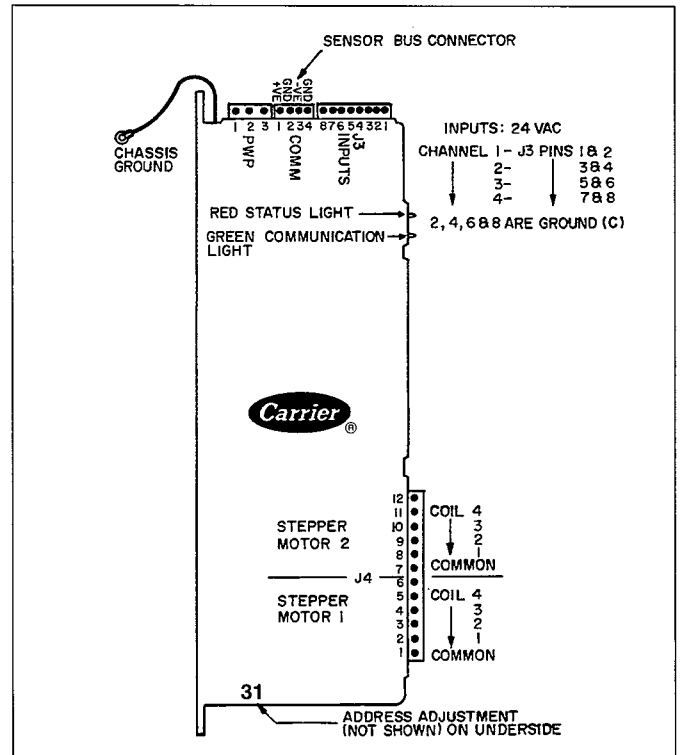 SENSOR BUS CONNECTOR
+VE
GND
-VE
GND
1 2 3 1 2 3 4 8 7 6 5 4 3 2 1
PWP
COMM
J3
INPUTS
CHASSIS
GROUND
INPUTS: 24 VAC
CHANNEL 1- J3 PINS 1 & 2
2- 3 & 4
3- 5 & 6
4- 7 & 8
2, 4, 6 & 8 ARE GROUND (C)
RED STATUS LIGHT
GREEN COMMUNICATION
LIGHT
Carrier ®
STEPPER
MOTOR 2
12
11 COIL 4
10 3
9 2
8 1
7 COMMON
J4
STEPPER
MOTOR 1
6
5 COIL 4
4 3
3 2
2 1
1 COMMON
31
ADDRESS ADJUSTMENT
(NOT SHOWN) ON UNDERSIDE